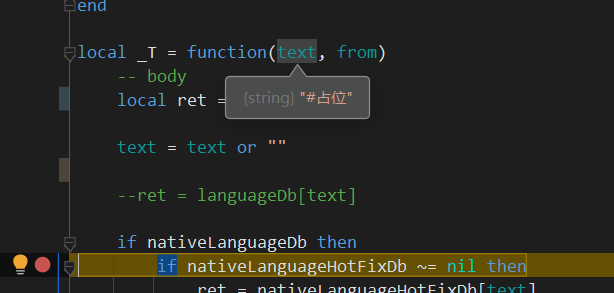 end
local _T = function(text, from)
-- body
local ret =
{string} "#占位"
text = text or ""
--ret = languageDb[text]
if nativeLanguageDb then
if nativeLanguageHotFixDb ~= nil then
ret = nativeLanguageHotFixDb[text]